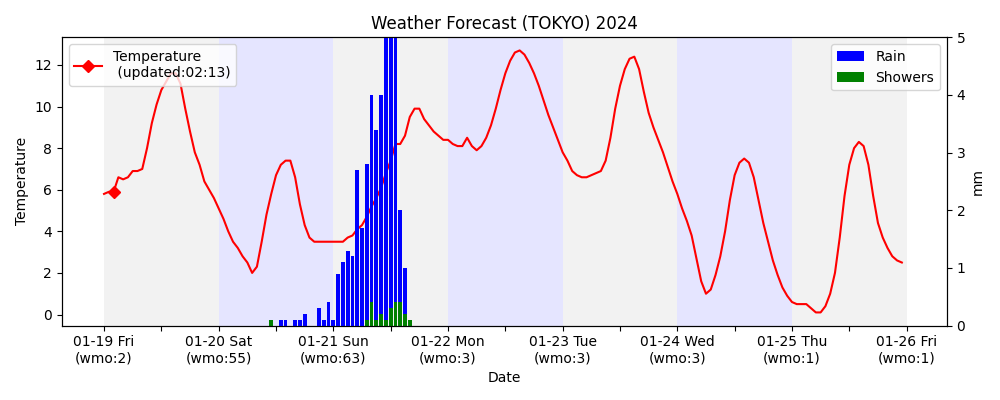 Weather Forecast (TOKYO) 2024
Temperature
(updated:02:13)
Rain
Showers
Temperature
12
10
8
6
4
2
0
5
4
3
2
1
0
mm
01-19 Fri
(wmo:2)
01-20 Sat
(wmo:55)
01-21 Sun
(wmo:63)
01-22 Mon
(wmo:3)
01-23 Tue
(wmo:3)
01-24 Wed
(wmo:3)
01-25 Thu
(wmo:1)
01-26 Fri
(wmo:1)
Date